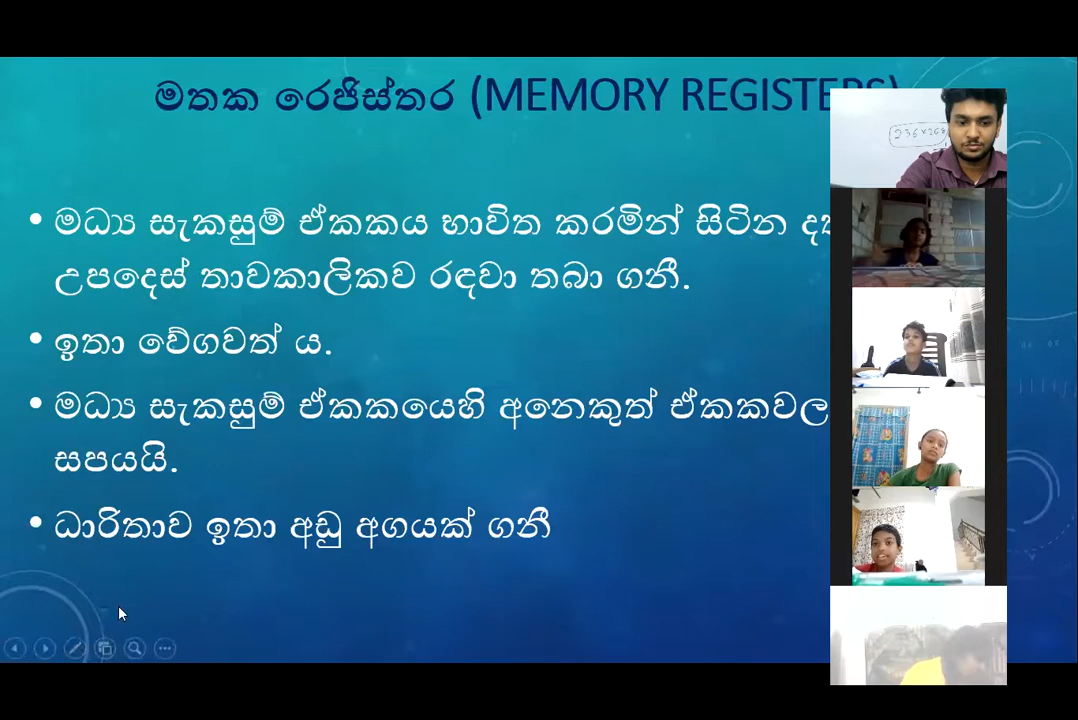 මතක රෙජිස්තර (MEMORY REGISTERS)
• මධ්‍ය සැකසුම් ඒකකය භාවිත කරමින් සිටින
උපදෙස් තාවකාලිකව රඳවා තබා ගනී.
• ඉතා වේගවත් ය.
• මධ්‍ය සැකසුම් ඒකකයෙහි අනෙකුත් ඒකකවල
සපයයි.
• ධාරිතාව ඉතා අඩු අගයක් ගනී